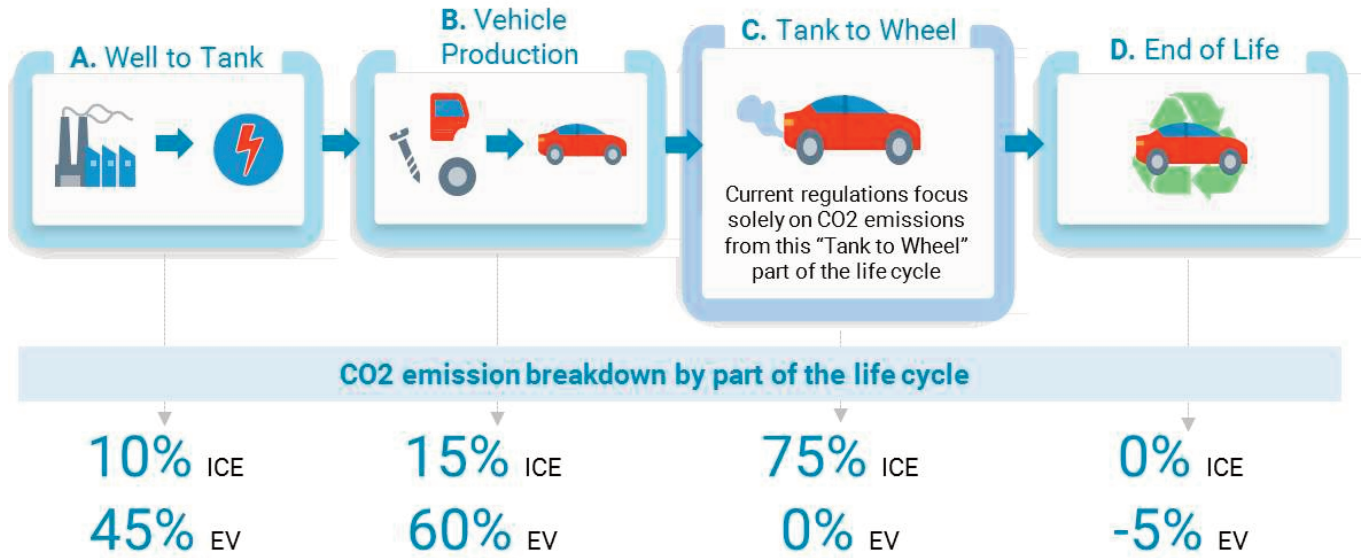 A. Well to Tank
B. Vehicle
Production
C. Tank to Wheel
D. End of Life
Current regulations focus
solely on CO2 emissions
from this “Tank to Wheel”
part of the life cycle
CO2 emission breakdown by part of the life cycle
10% ICE
15% ICE
75% ICE
0% ICE
45% EV
60% EV
0% EV
-5% EV